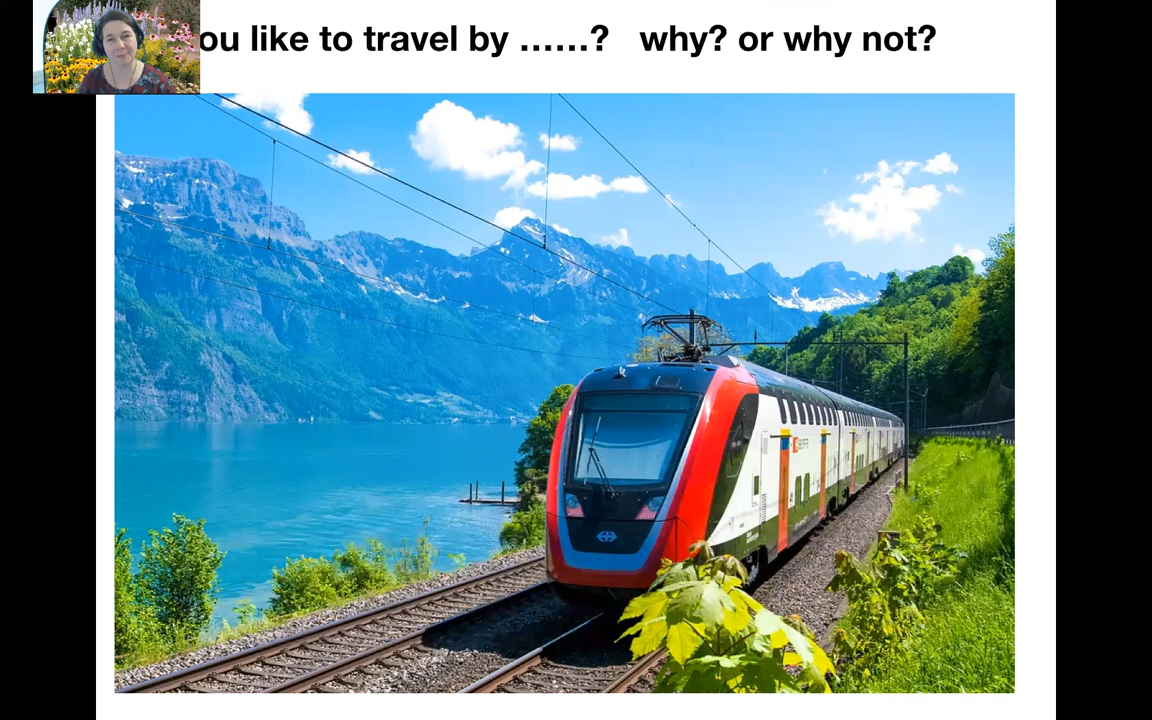 ou like to travel by ......? why? or why not?